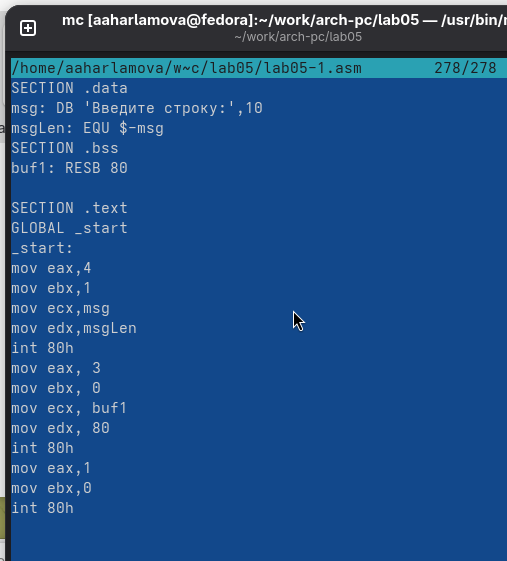 mc [aaharlamova@fedora]:~/work/arch-pc/lab05 — /usr/bin/
~/work/arch-pc/lab05
/home/aaharlamova/w~c/lab05/lab05-1.asm 278/278
SECTION .data
msg: DB 'Введите строку:',10
msgLen: EQU $-msg
SECTION .bss
buf1: RESB 80
SECTION .text
GLOBAL _start
_start:
mov eax,4
mov ebx,1
mov ecx,msg
mov edx,msgLen
int 80h
mov eax, 3
mov ebx, 0
mov ecx, buf1
mov edx, 80
int 80h
mov eax,1
mov ebx,0
int 80h